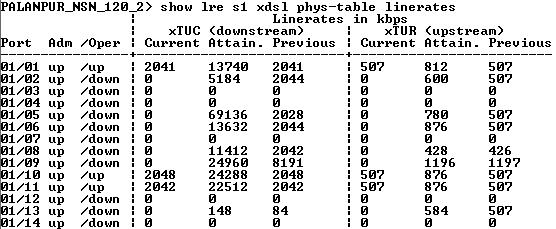 PALANPUR_NSN_120_2> show lre s1 xdsl phys-table linerates
¦ Linerates in kbps
¦ xTUC (downstream) ¦ xTUR (upstream)
Port Adm /Oper ¦ Current Attain. Previous ¦ Current Attain. Previous
01/01 up /up ¦ 2041 13740 2041 ¦ 507 812 507
01/02 up /down ¦ 0 5184 2044 ¦ 0 600 507
01/03 up /down ¦ 0 0 0 ¦ 0 0 0
01/04 up /down ¦ 0 0 0 ¦ 0 0 0
01/05 up /down ¦ 0 69136 2028 ¦ 0 780 507
01/06 up /down ¦ 0 13632 2044 ¦ 0 876 507
01/07 up /down ¦ 0 0 0 ¦ 0 0 0
01/08 up /down ¦ 0 11412 2042 ¦ 0 428 426
01/09 up /down ¦ 0 24960 8191 ¦ 0 1196 1197
01/10 up /up ¦ 2048 24288 2048 ¦ 507 876 507
01/11 up /up ¦ 2042 22512 2042 ¦ 507 876 507
01/12 up /down ¦ 0 0 0 ¦ 0 0 0
01/13 up /down ¦ 0 148 84 ¦ 0 584 507
01/14 up /down ¦ 0 0 0 ¦ 0 0 0